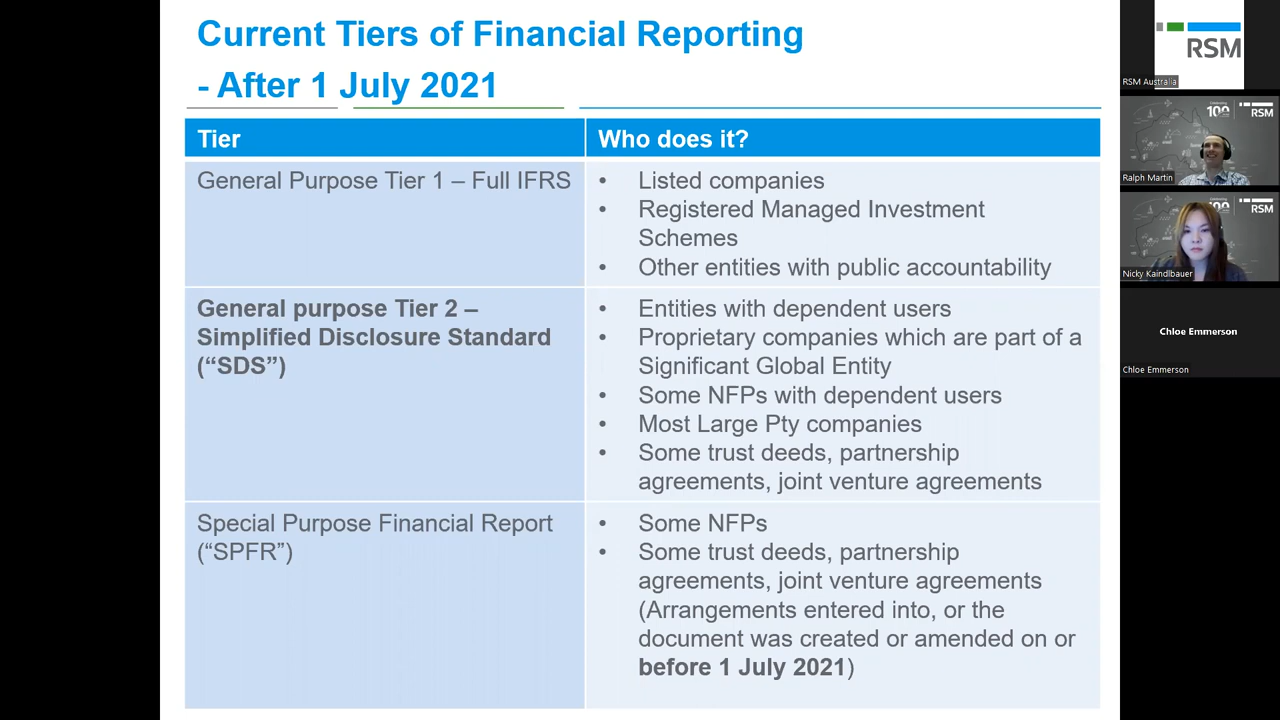 Current Tiers of Financial Reporting
- After 1 July 2021
Tier
Who does it?
General Purpose Tier 1 – Full IFRS
• Listed companies
• Registered Managed Investment
Schemes
• Other entities with public accountability
General purpose Tier 2 –
Simplified Disclosure Standard
(“SDS”)
• Entities with dependent users
• Proprietary companies which are part of a
Significant Global Entity
• Some NFPs with dependent users
• Most Large Pty companies
• Some trust deeds, partnership
agreements, joint venture agreements
Special Purpose Financial Report
(“SPFR”)
• Some NFPs
• Some trust deeds, partnership
agreements, joint venture agreements
(Arrangements entered into, or the
document was created or amended on or
before 1 July 2021)
RSM
RSM Australia
100
RSM
Ralph Martin
RSM
Nicky Kaindlbauer
Chloe Emmerson
Chloe Emmerson